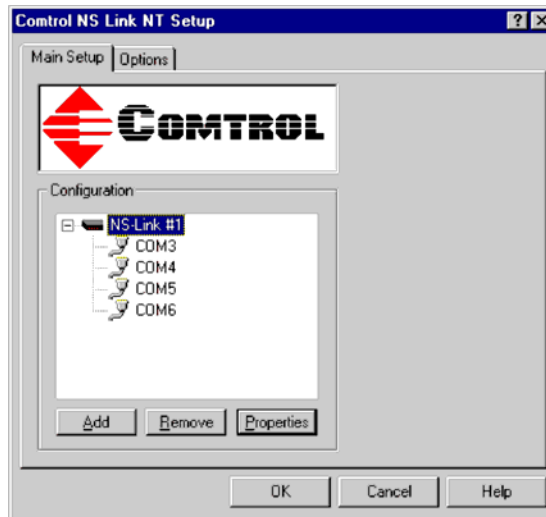 Comtrol NS Link NT Setup
Main Setup Options
COMTROL
Configuration
NS-Link #1
COM3
COM4
COM5
COM6
Add Remove Properties
OK Cancel Help